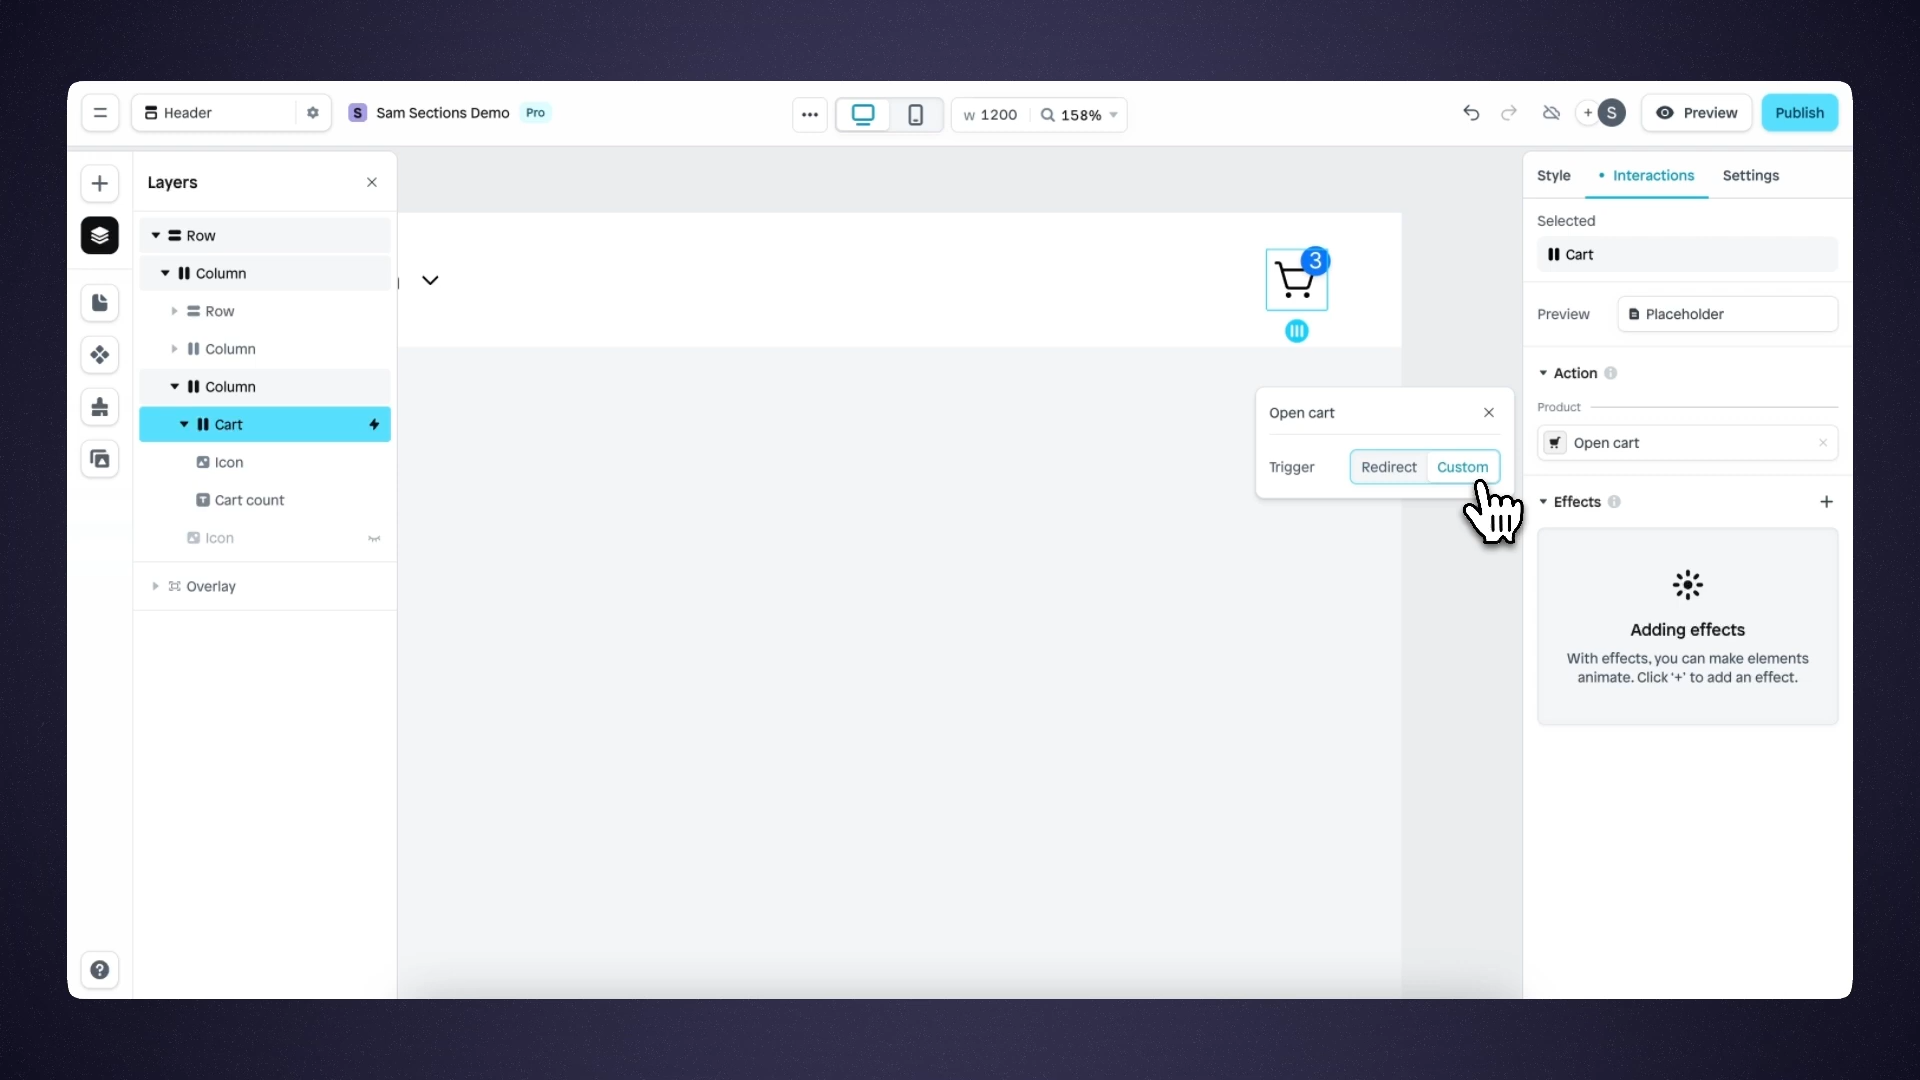 Header
S
Sam Sections Demo
Pro
W 1200
158%
+
S
Preview
Publish
Layers
Row
Column
Row
Column
Column
Cart
Icon
Cart count
Icon
Overlay
3
Open cart
Trigger
Redirect
Custom
Style
• Interactions
Settings
Selected
Cart
Preview
Placeholder
Action
Product
Open cart
Effects
+
Adding effects
With effects, you can make elements
animate. Click ‘+’ to add an effect.